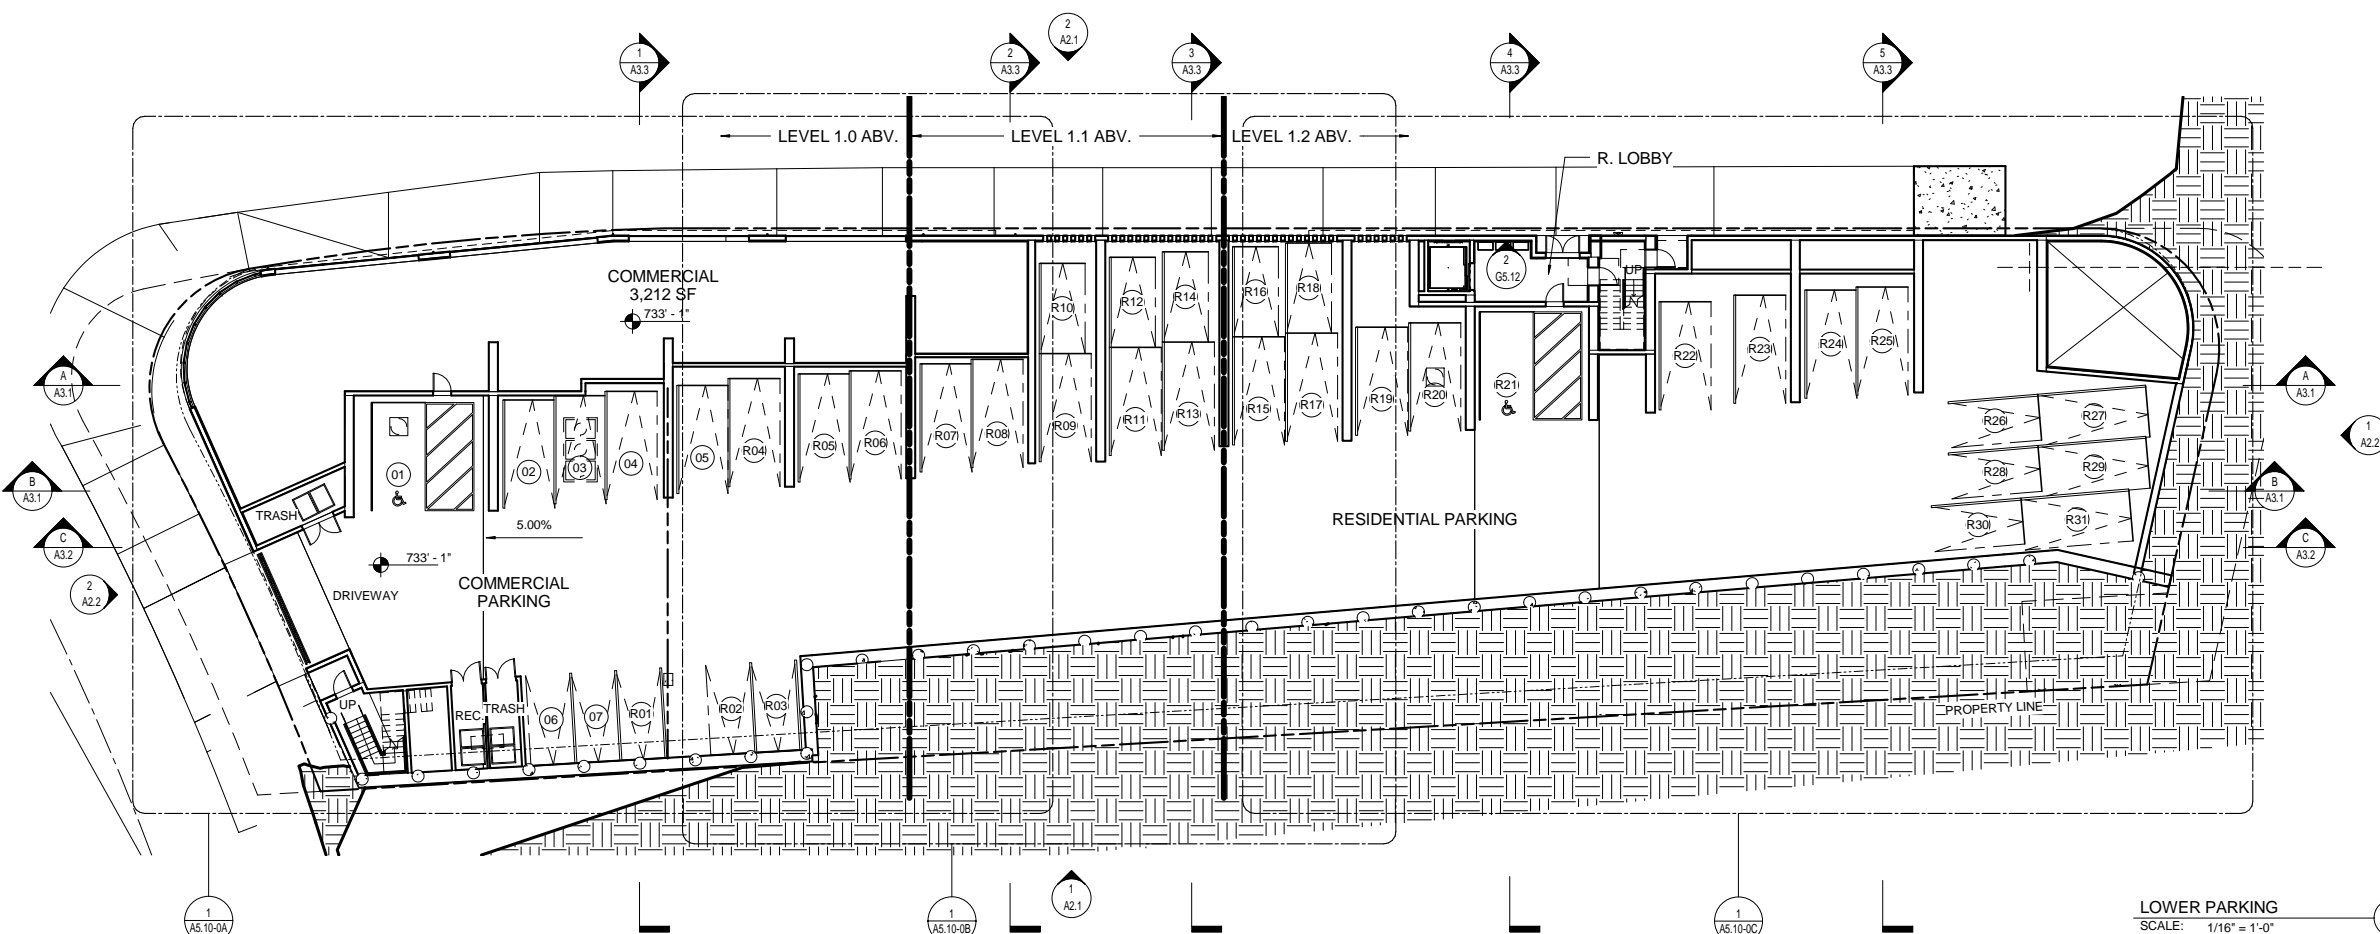 2
A2.1
1
A3.3
2
A3.3
3
A3.3
4
A3.3
5
A3.3
LEVEL 1.0 ABV.
LEVEL 1.1 ABV.
LEVEL 1.2 ABV.
R. LOBBY
COMMERCIAL
3,212 SF
733' - 1"
2
G5.12
UP
R10
R12
R14
R16
R18
R22
R23
R24
R25
A
A3.1
A
A3.1
01
02
03
04
05
R04
R05
R06
R07
R08
R09
R11
R13
R15
R17
R19
R20
R21
R26
R27
R28
R29
R30
R31
1
A2.2
B
A3.1
B
A3.1
TRASH
5.00%
RESIDENTIAL PARKING
C
A3.2
C
A3.2
733' - 1"
COMMERCIAL
PARKING
2
A2.2
DRIVEWAY
UP
REC
TRASH
06
07
R01
R02
R03
PROPERTY LINE
1
A5.10-0A
1
A5.10-0B
1
A2.1
1
A5.10-0C
LOWER PARKING
SCALE: 1/16" = 1'-0"